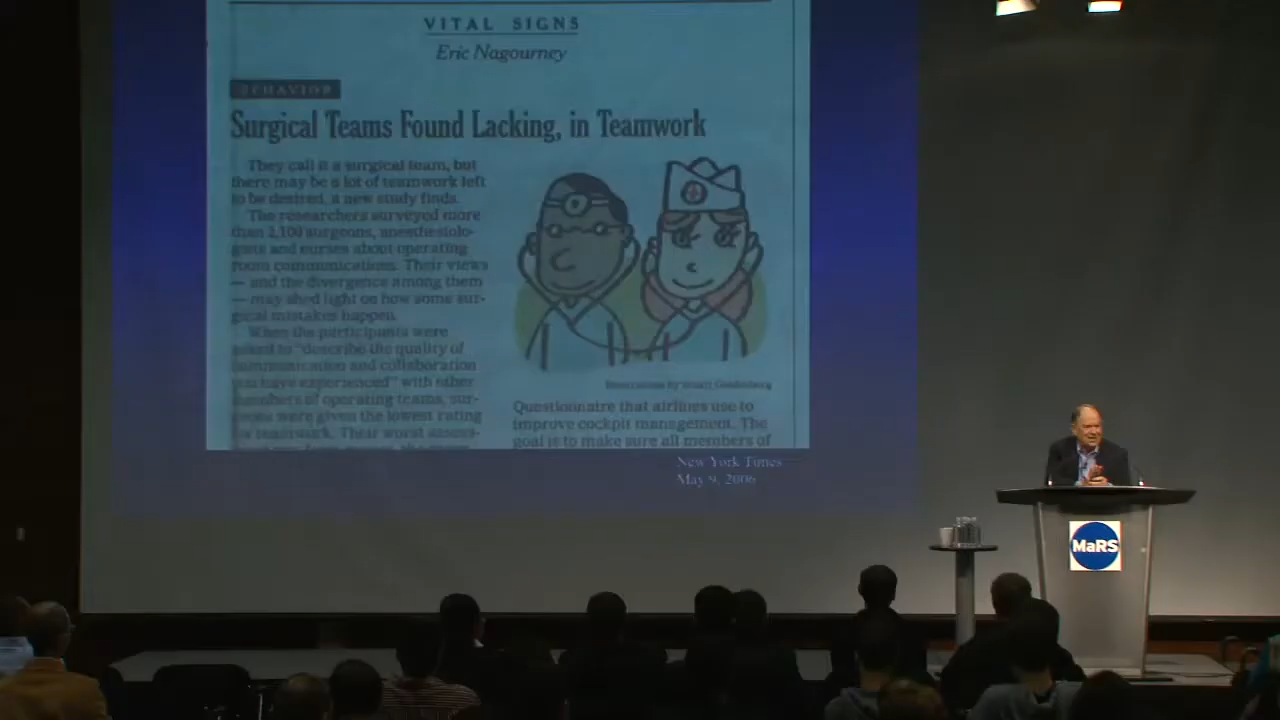 VITAL SIGNS
Eric Nagourney
BEHAVIOR
Surgical Teams Found Lacking, in Teamwork
They call it a surgical team, but
there may be a lot of teamwork left
to be desired, a new study finds.
The researchers surveyed more
than 2,100 surgeons, anesthesiolo-
gists and nurses about operating
room communications. Their views
— and the divergence among them
— may shed light on how some sur-
gical mistakes happen.
When the participants were
asked to "describe the quality of
communication and collaboration
you have experienced" with other
members of operating teams, sur-
geons were given the lowest rating
for teamwork. Their worst assess-
Illustration by Stuart Goldenberg
Questionnaire that airlines use to
improve cockpit management. The
goal is to make sure all members of
New York Times
May 9, 2006
MaRS